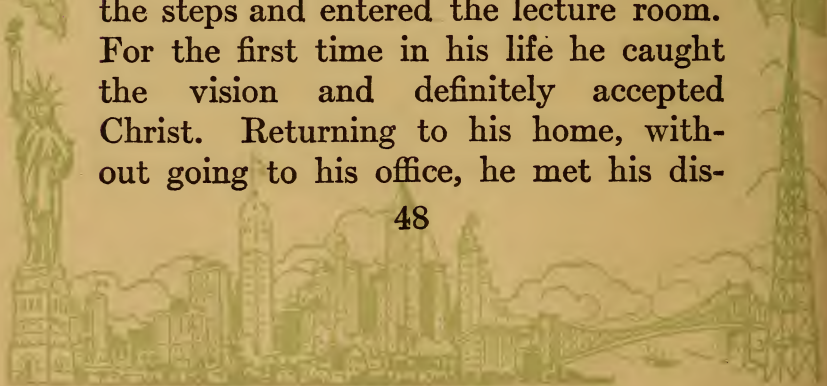 the steps and entered the lecture room.
For the first time in his life he caught
the vision and definitely accepted
Christ. Returning to his home, with-
out going to his office, he met his dis-
48